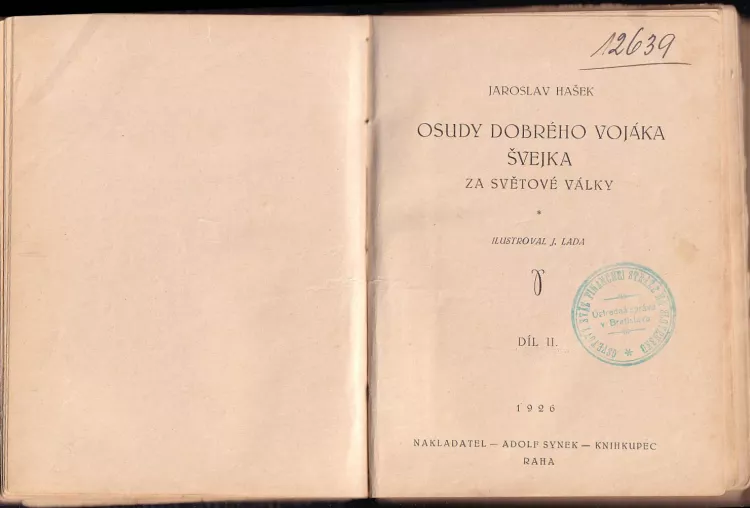 12639
JAROSLAV HAŠEK
OSUDY DOBRÉHO VOJÁKA
ŠVEJKA
ZA SVĚTOVÉ VÁLKY
*
ILUSTROVAL J. LADA
DÍL II.
v Bratislave
*
1926
NAKLADATEL — ADOLF SYNEK — KNIHKUPEC
RAHA